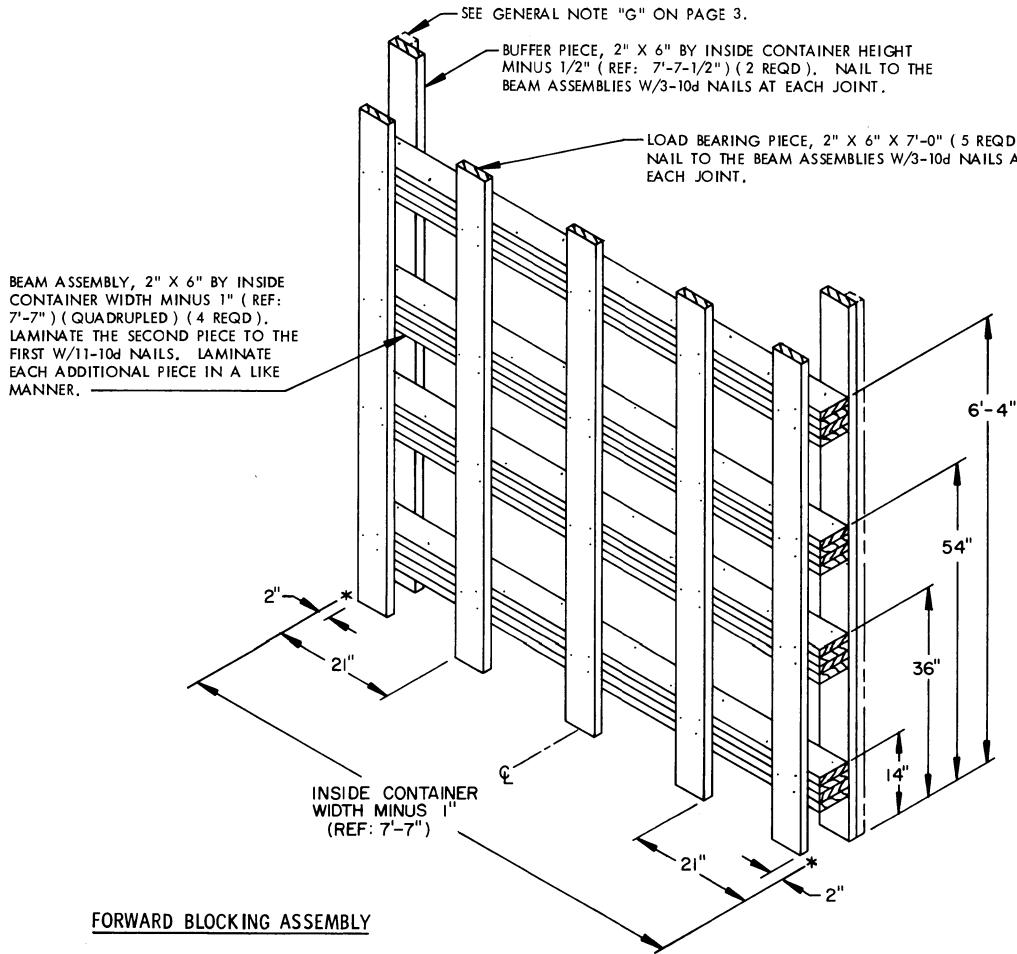 SEE GENERAL NOTE "G" ON PAGE 3.
BUFFER PIECE, 2" X 6" BY INSIDE CONTAINER HEIGHT
MINUS 1/2" ( REF: 7'-7-1/2" ) ( 2 REQD ). NAIL TO THE
BEAM ASSEMBLIES W/3-10d NAILS AT EACH JOINT.
LOAD BEARING PIECE, 2" X 6" X 7'-0" ( 5 REQD
NAIL TO THE BEAM ASSEMBLIES W/3-10d NAILS A
EACH JOINT.
BEAM ASSEMBLY, 2" X 6" BY INSIDE
CONTAINER WIDTH MINUS 1" ( REF:
7'-7" ) ( QUADRUPLED ) ( 4 REQD ).
LAMINATE THE SECOND PIECE TO THE
FIRST W/11-10d NAILS. LAMINATE
EACH ADDITIONAL PIECE IN A LIKE
MANNER.
6'-4"
54"
36"
14"
2" *
21"
℄
INSIDE CONTAINER
WIDTH MINUS 1"
(REF: 7'-7")
21"
*
2"
FORWARD BLOCKING ASSEMBLY